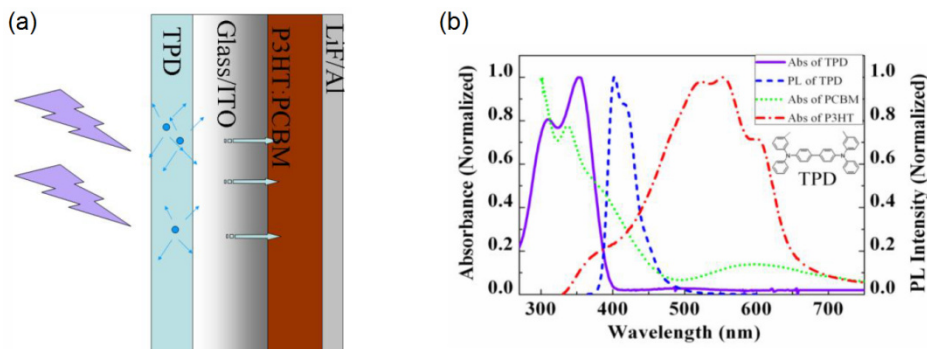 (a)
TPD
Glass/ITO
P3HT:PCBM
LiF/Al
(b)
Absorbance (Normalized)
1.0
0.8
0.6
0.4
0.2
0.0
Abs of TPD
PL of TPD
Abs of PCBM
Abs of P3HT
N
N
TPD
1.0
0.8
0.6
0.4
0.2
0.0
PL Intensity (Normalized)
300 400 500 600 700
Wavelength (nm)